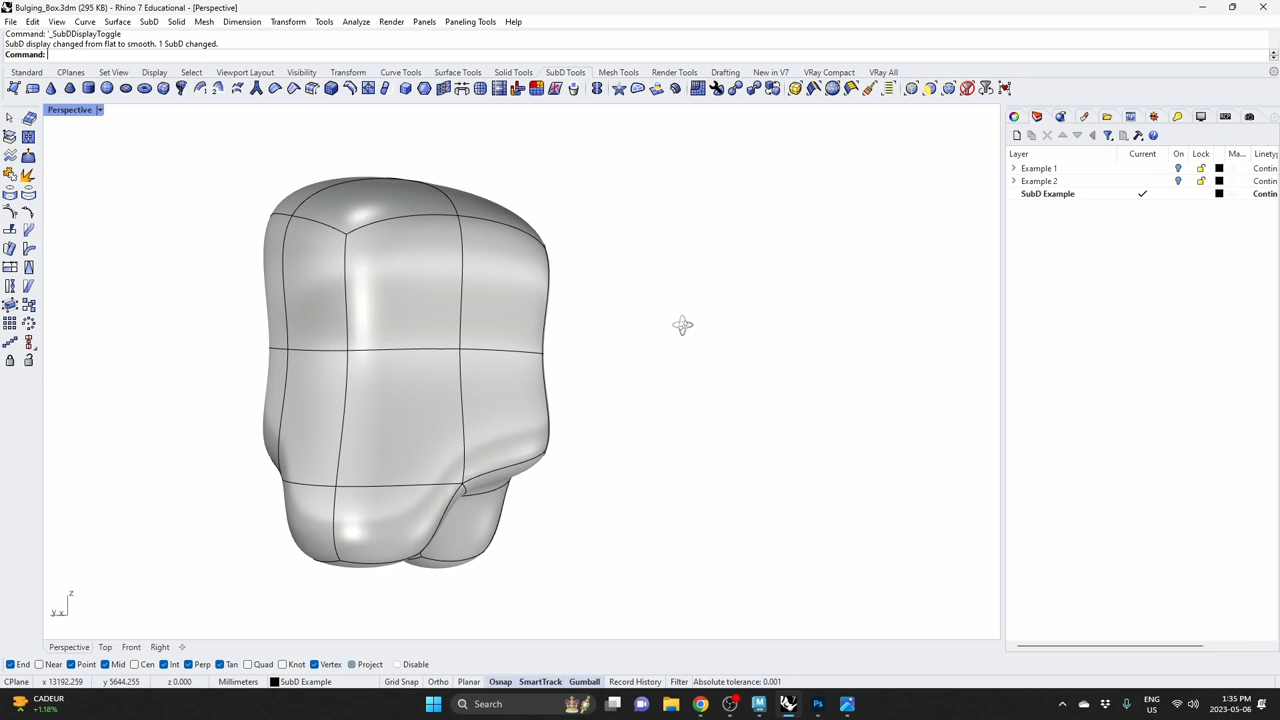 Bulging_Box.3dm (295 KB) - Rhino 7 Educational - [Perspective]
File Edit View Curve Surface SubD Solid Mesh Dimension Transform Tools Analyze Render Panels Paneling Tools Help
Command: '_SubDDisplayToggle
SubD display changed from flat to smooth. 1 SubD changed.
Command:
Standard CPlanes Set View Display Select Viewport Layout Visibility Transform Curve Tools Surface Tools Solid Tools SubD Tools Mesh Tools Render Tools Drafting New in V7 VRay Compact VRay All
Perspective
Layer Current On Lock Ma... Linety
Example 1 Contin
Example 2 Contin
SubD Example Contin
z
y x
Perspective Top Front Right
End Near Point Mid Cen Int Perp Tan Quad Knot Vertex Project Disable
CPlane x 13192.259 y 5644.255 z 0.000 Millimeters SubD Example Grid Snap Ortho Planar Osnap SmartTrack Gumball Record History Filter Absolute tolerance: 0.001
CADEUR
+1.18%
Search
ENG
US
1:35 PM
2023-05-06